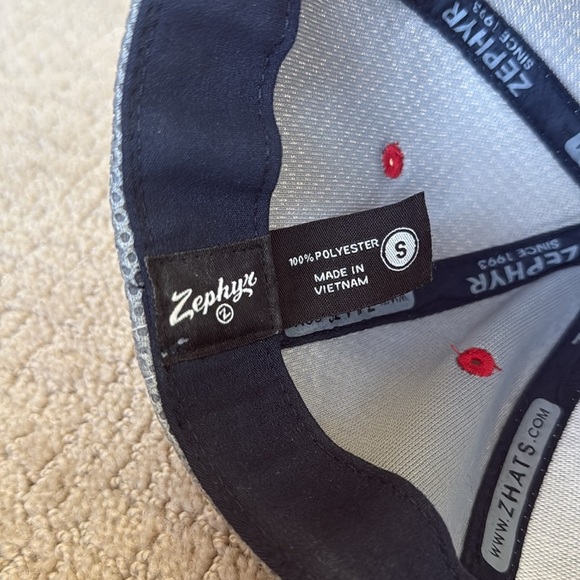 ZEPHYR
SINCE 1993
100% POLYESTER
S
MADE IN
VIETNAM
Zephyr
Z
ZEPHYR
SINCE 1993
WWW.ZHATS.COM